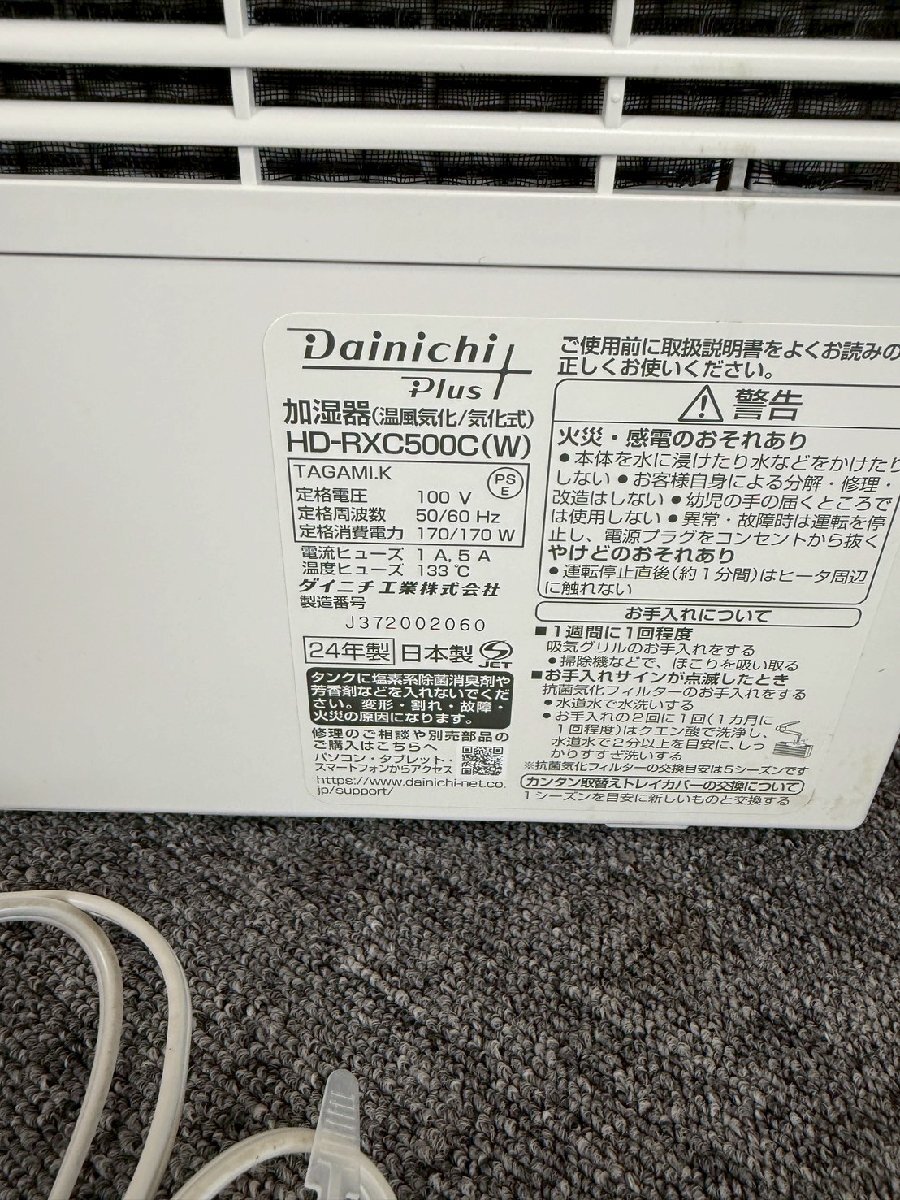 Dainichi
Plus
加湿器(温風気化/気化式)
HD-RXC500C(W)
TAGAMI.K
PS
E
定格電圧 100 V
定格周波数 50/60 Hz
定格消費電力 170/170 W
電流ヒューズ 1 A, 5 A
温度ヒューズ 133℃
ダイニチ工業株式会社
製造番号
J372002060
24年製 日本製 JET
タンクに塩素系除菌消臭剤や
芳香剤などを入れないでくだ
さい。変形・割れ・故障・
火災の原因になります。
修理のご相談や別売部品の
ご購入はこちらへ
パソコン・タブレット・
スマートフォンからアクセス
https://www.dainichi-net.co.
jp/support/
ご使用前に取扱説明書をよくお読みの
正しくお使いください。
警告
火災・感電のおそれあり
●本体を水に浸けたり水などをかけたり
しない ●お客様自身による分解・修理・
改造はしない ●幼児の手の届くところで
は使用しない ●異常・故障時は運転を停
止し、電源プラグをコンセントから抜く
やけどのおそれあり
●運転停止直後(約1分間)はヒータ周辺
に触れない
お手入れについて
■1週間に1回程度
吸気グリルのお手入れをする
●掃除機などで、ほこりを吸い取る
■お手入れサインが点滅したとき
抗菌気化フィルターのお手入れをする
●水道水で水洗いする
●お手入れの2回に1回(1カ月に
1回程度)はクエン酸で洗浄し、
水道水で2分以上を目安に、しっ
かりすすぎ洗いする
※抗菌気化フィルターの交換目安は5シーズンです
カンタン取替えトレイカバーの交換について
1シーズンを目安に新しいものと交換する